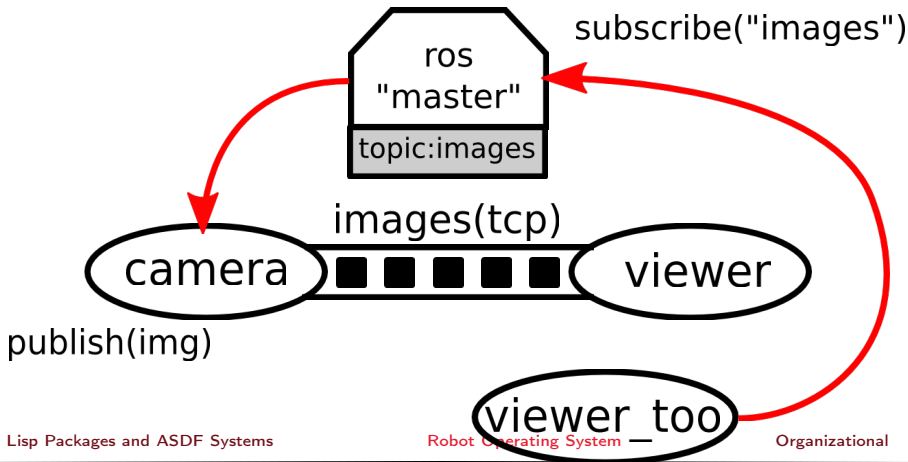 subscribe("images")
ros
"master"
topic:images
images(tcp)
camera
viewer
publish(img)
viewer_too
Lisp Packages and ASDF Systems
Robot Operating System
Organizational